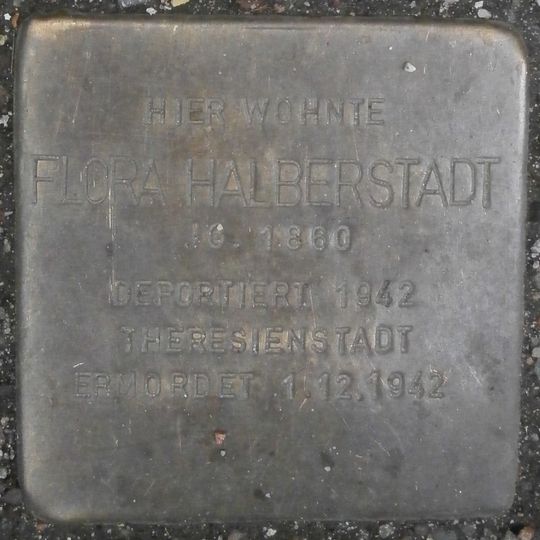 HIER WOHNTE
FLORA HALBERSTADT
JG. 1860
DEPORTIERT 1942
THERESIENSTADT
ERMORDET 1.12.1942